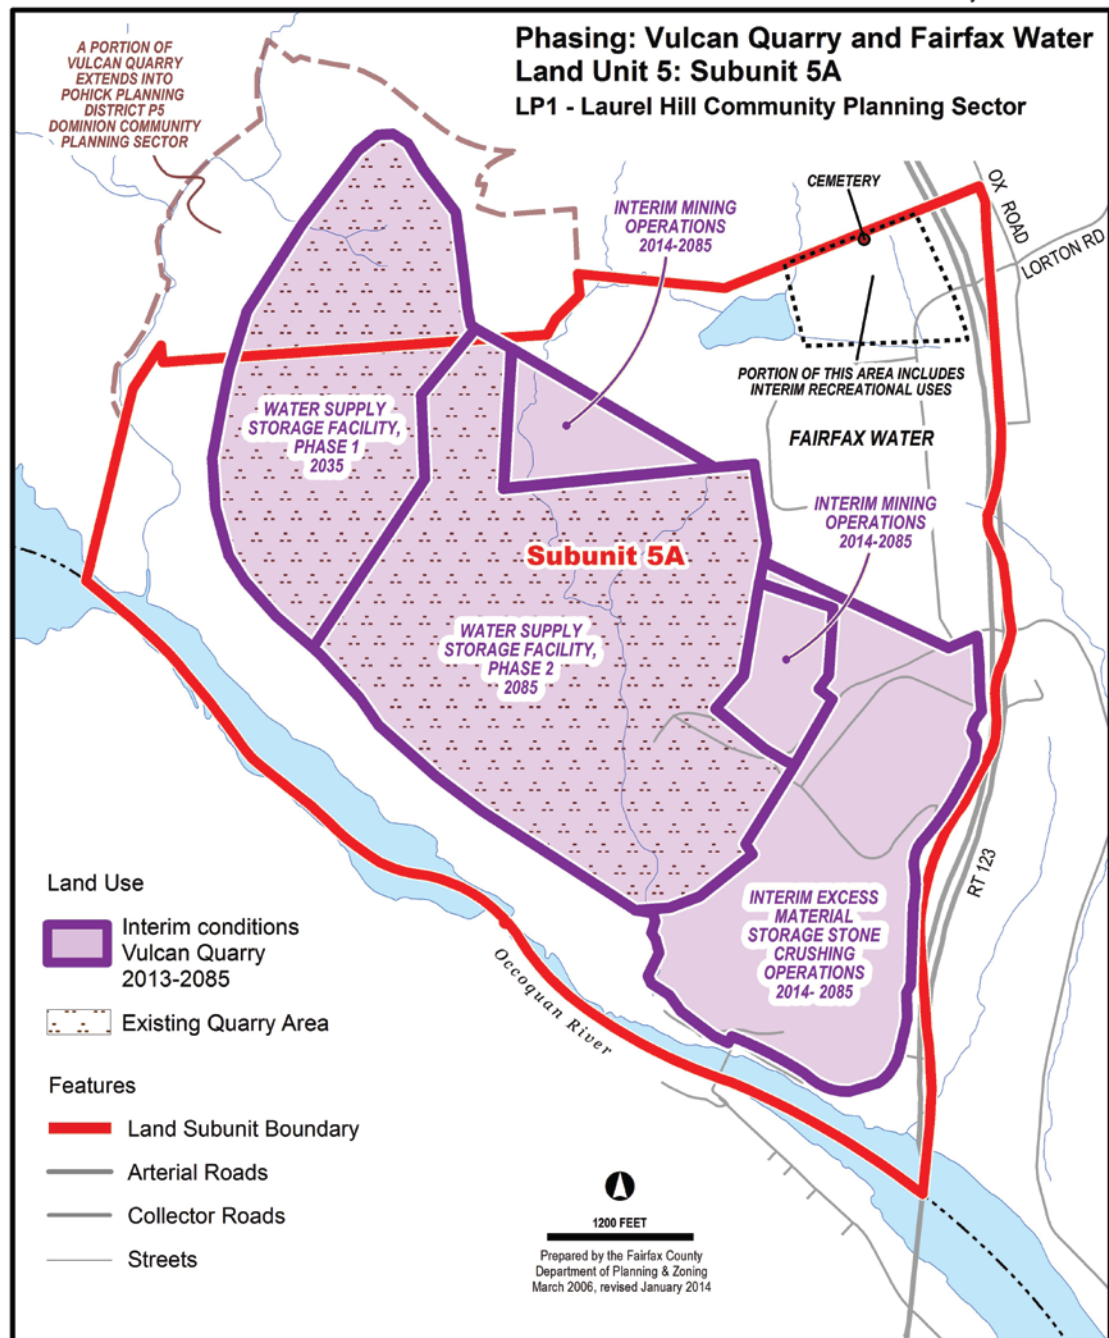 Phasing: Vulcan Quarry and Fairfax Water
Land Unit 5: Subunit 5A
LP1 - Laurel Hill Community Planning Sector
A PORTION OF
VULCAN QUARRY
EXTENDS INTO
POHICK PLANNING
DISTRICT P5
DOMINION COMMUNITY
PLANNING SECTOR
INTERIM MINING
OPERATIONS
2014-2085
CEMETERY
OX ROAD
LORTON RD
PORTION OF THIS AREA INCLUDES
INTERIM RECREATIONAL USES
FAIRFAX WATER
WATER SUPPLY
STORAGE FACILITY,
PHASE 1
2035
INTERIM MINING
OPERATIONS
2014-2085
Subunit 5A
WATER SUPPLY
STORAGE FACILITY,
PHASE 2
2085
RT 123
INTERIM EXCESS
MATERIAL
STORAGE STONE
CRUSHING
OPERATIONS
2014- 2085
Occoquan River
Land Use
Interim conditions
Vulcan Quarry
2013-2085
Existing Quarry Area
Features
Land Subunit Boundary
Arterial Roads
Collector Roads
Streets
1200 FEET
Prepared by the Fairfax County
Department of Planning & Zoning
March 2006, revised January 2014